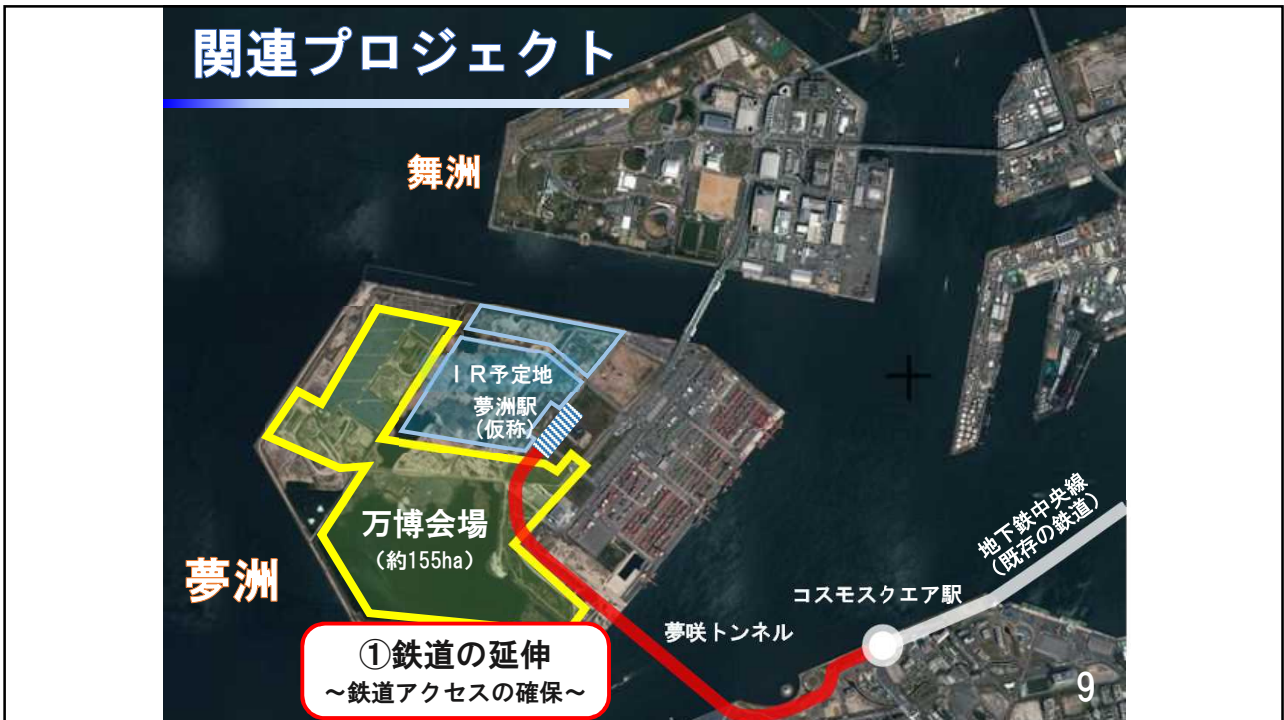 関連プロジェクト
舞洲
ＩＲ予定地
夢洲駅
(仮称)
万博会場
（約155ha）
夢洲
地下鉄中央線
（既存の鉄道）
コスモスクエア駅
夢咲トンネル
①鉄道の延伸
～鉄道アクセスの確保～
9